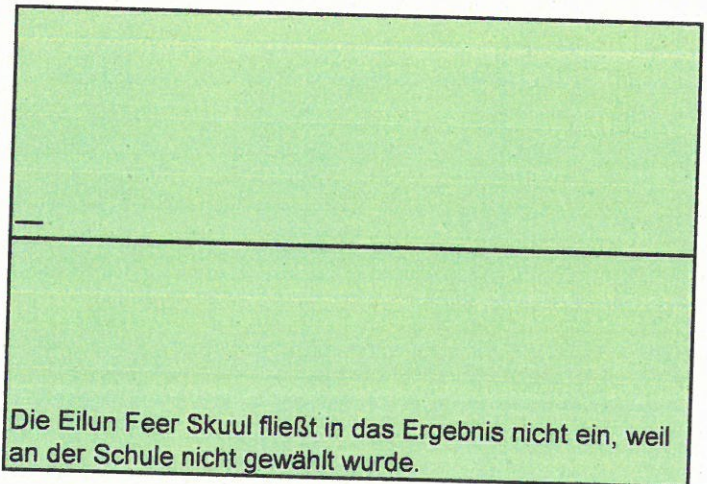 —
Die Eilun Feer Skuul fließt in das Ergebnis nicht ein, weil
an der Schule nicht gewählt wurde.